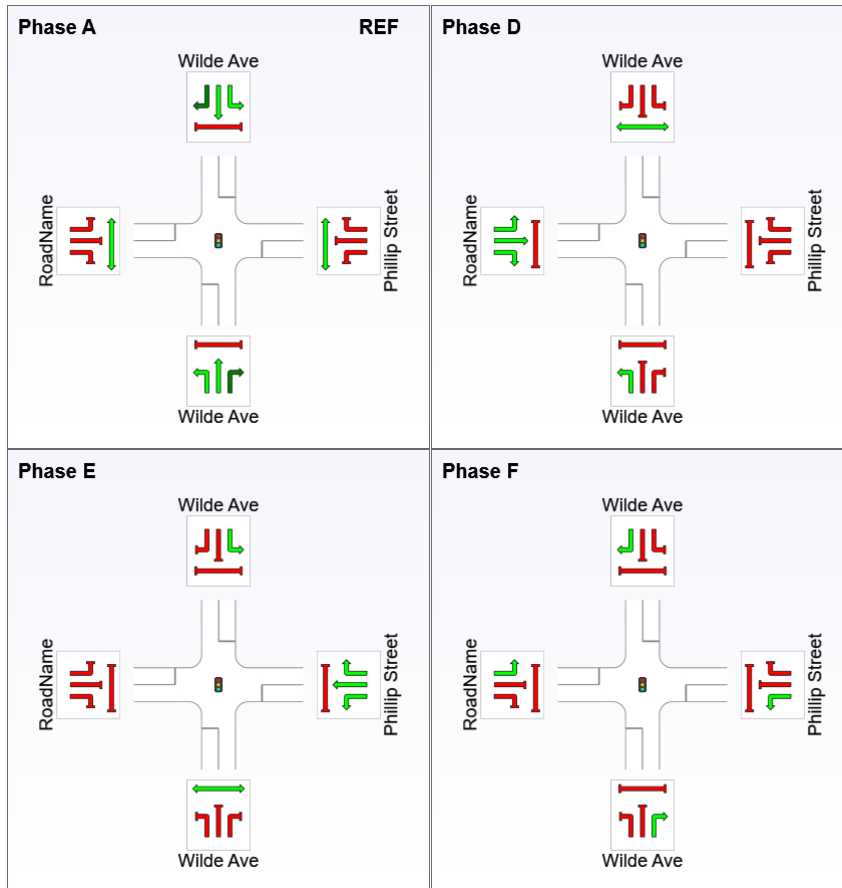 Phase A
REF
Wilde Ave
RoadName
Phillip Street
Wilde Ave
Phase D
Wilde Ave
RoadName
Phillip Street
Wilde Ave
Phase E
Wilde Ave
RoadName
Phillip Street
Wilde Ave
Phase F
Wilde Ave
RoadName
Phillip Street
Wilde Ave